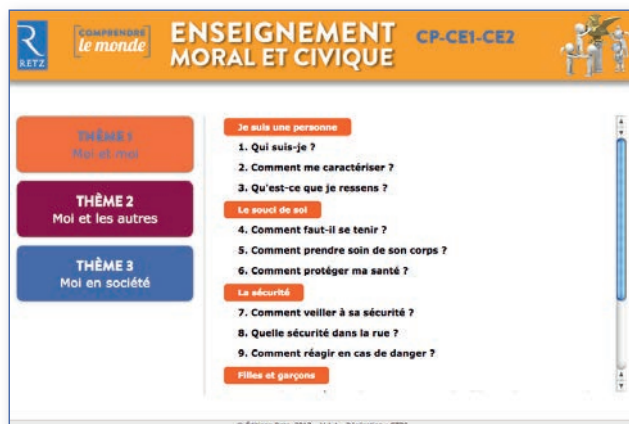 COMPRENDRE
le monde
RETZ
ENSEIGNEMENT
MORAL ET CIVIQUE
CP-CE1-CE2
THÈME 1
Moi et moi
THÈME 2
Moi et les autres
THÈME 3
Moi en société
Je suis une personne
1. Qui suis-je ?
2. Comment me caractériser ?
3. Qu'est-ce que je ressens ?
Le souci de soi
4. Comment faut-il se tenir ?
5. Comment prendre soin de son corps ?
6. Comment protéger ma santé ?
La sécurité
7. Comment veiller à sa sécurité ?
8. Quelle sécurité dans la rue ?
9. Comment réagir en cas de danger ?
Filles et garçons